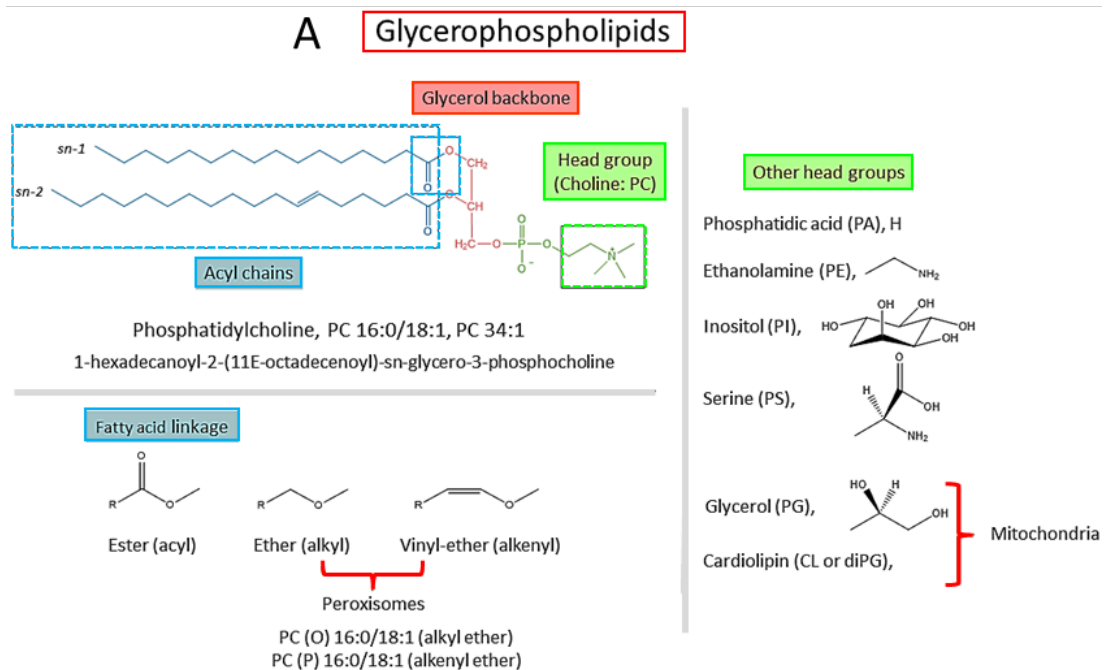 A Glycerophospholipids
Glycerol backbone
sn-1
sn-2
O
O
O
O
CH₂
CH
H₂C
O
P
O
O
O⁻
N⁺
Head group
(Choline: PC)
Acyl chains
Phosphatidylcholine, PC 16:0/18:1, PC 34:1
1-hexadecanoyl-2-(11E-octadecenoyl)-sn-glycero-3-phosphocholine
Fatty acid linkage
R
O
O
R
O
R
O
Ester (acyl)
Ether (alkyl)
Vinyl-ether (alkenyl)
Peroxisomes
PC (O) 16:0/18:1 (alkyl ether)
PC (P) 16:0/18:1 (alkenyl ether)
Other head groups
Phosphatidic acid (PA), H
Ethanolamine (PE),
NH₂
Inositol (PI),
HO
OH
OH
OH
OH
Serine (PS),
H
O
OH
NH₂
Glycerol (PG),
HO
H
OH
Cardiolipin (CL or diPG),
Mitochondria